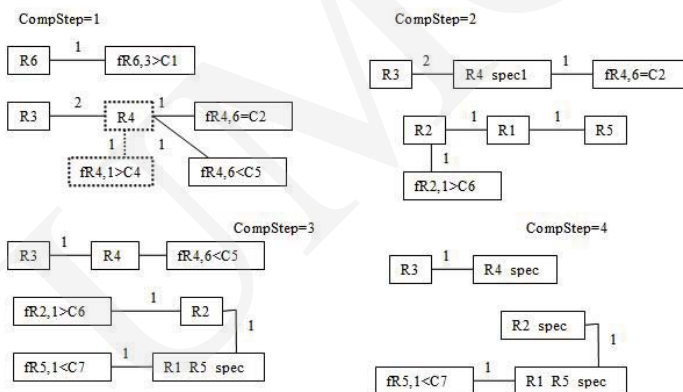 CompStep=1
1
R6
fR6,3>C1
2
1
R3
R4
fR4,6=C2
1
1
fR4,1>C4
fR4,6<C5
CompStep=2
2
1
R3
R4 spec1
fR4,6=C2
1
1
R2
R1
R5
1
fR2,1>C6
CompStep=3
1
R3
R4
fR4,6<C5
1
fR2,1>C6
R2
1
1
fR5,1<C7
R1 R5 spec
CompStep=4
1
R3
R4 spec
R2 spec
1
1
fR5,1<C7
R1 R5 spec